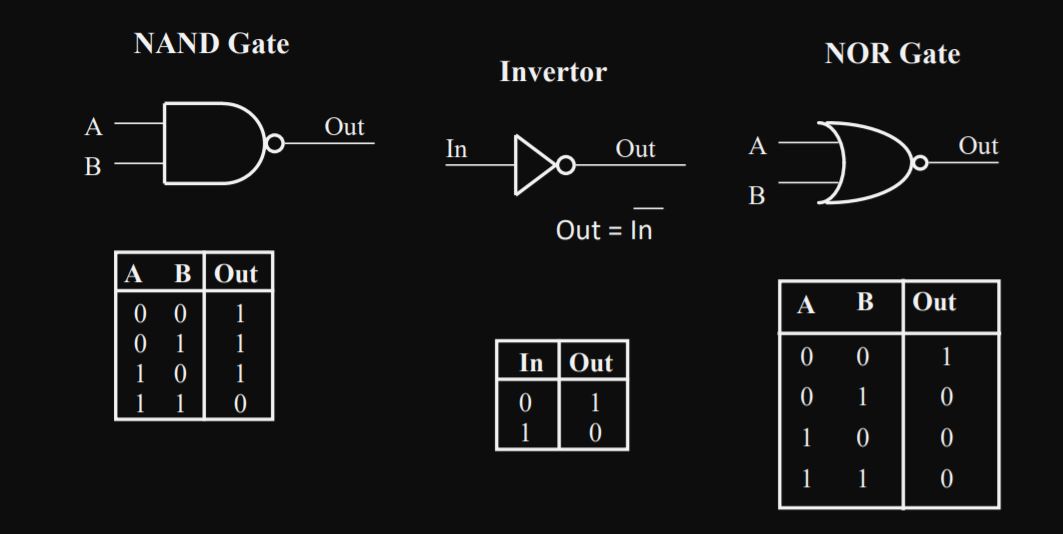 NAND Gate
A
B
Out
A B Out
0 0 1
0 1 1
1 0 1
1 1 0
Invertor
In
Out
Out = I̅n̅
In Out
0 1
1 0
NOR Gate
A
B
Out
A B Out
0 0 1
0 1 0
1 0 0
1 1 0